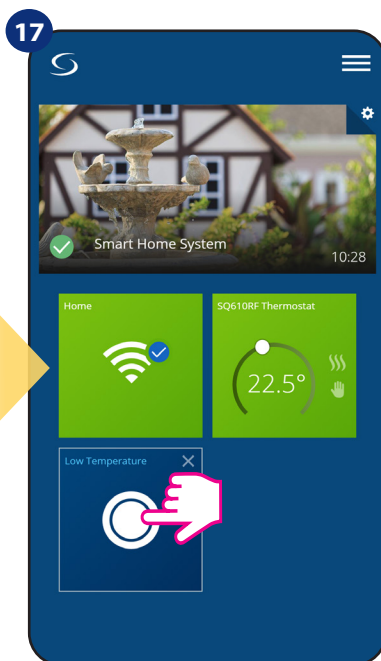 17
Smart Home System
10:28
Home
SQ610RF Thermostat
22.5°
Low Temperature